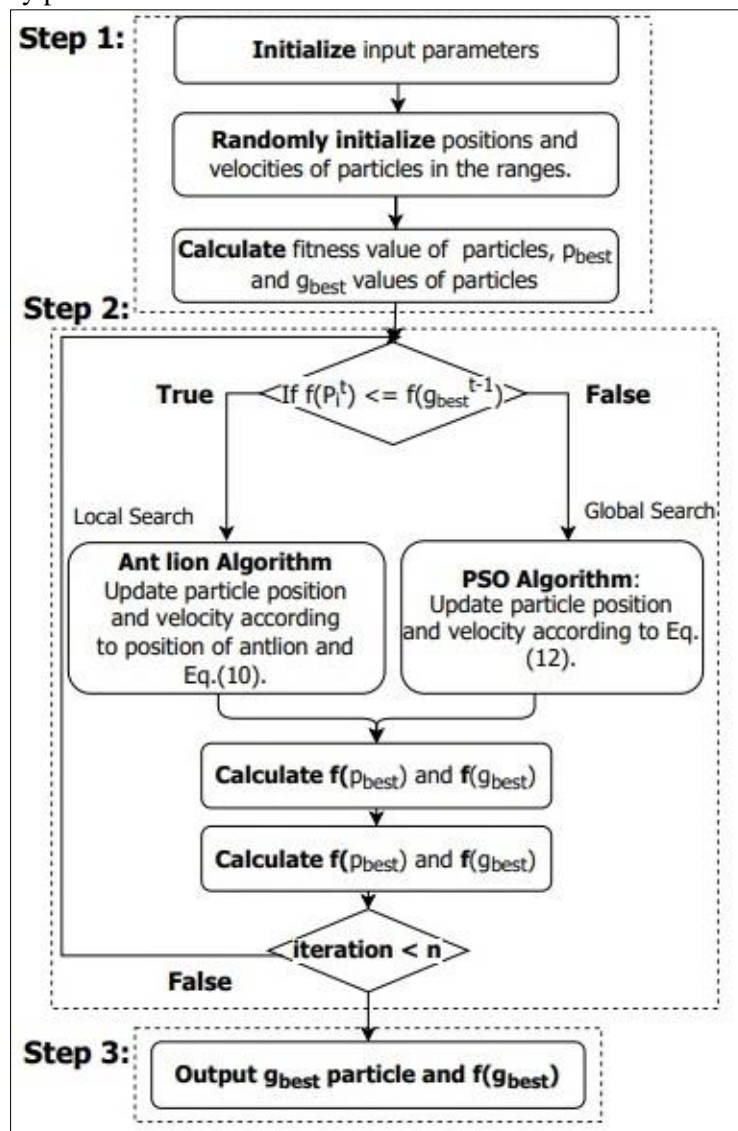 Step 1:
Initialize input parameters
Randomly initialize positions and
velocities of particles in the ranges.
Calculate fitness value of particles, pbest
and gbest values of particles
Step 2:
If f(Pi^t) <= f(gbest^t-1)
True
False
Local Search
Global Search
Ant lion Algorithm
Update particle position
and velocity according
to position of antlion and
Eq.(10).
PSO Algorithm:
Update particle position
and velocity according to Eq.
(12).
Calculate f(pbest) and f(gbest)
Calculate f(pbest) and f(gbest)
iteration < n
False
Step 3:
Output gbest particle and f(gbest)